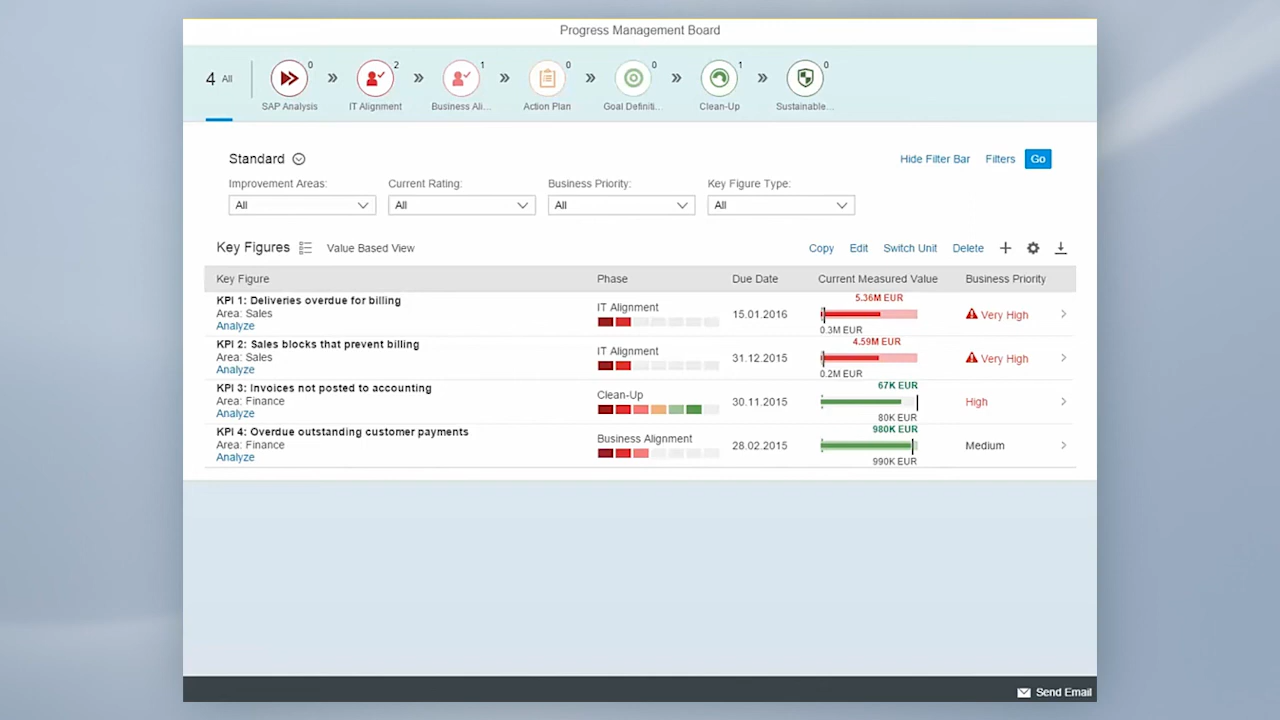 Progress Management Board
4 All
0 2 1 0 0 1 0
SAP Analysis IT Alignment Business Ali... Action Plan Goal Definiti... Clean-Up Sustainable...
Standard Hide Filter Bar Filters Go
Improvement Areas: Current Rating: Business Priority: Key Figure Type:
All All All All
Key Figures Value Based View Copy Edit Switch Unit Delete
Key Figure Phase Due Date Current Measured Value Business Priority
KPI 1: Deliveries overdue for billing
Area: Sales
Analyze
IT Alignment
15.01.2016
5.36M EUR
0.3M EUR
Very High
KPI 2: Sales blocks that prevent billing
Area: Sales
Analyze
IT Alignment
31.12.2015
4.59M EUR
0.2M EUR
Very High
KPI 3: Invoices not posted to accounting
Area: Finance
Analyze
Clean-Up
30.11.2015
67K EUR
80K EUR
High
KPI 4: Overdue outstanding customer payments
Area: Finance
Analyze
Business Alignment
28.02.2015
980K EUR
990K EUR
Medium
Send Email